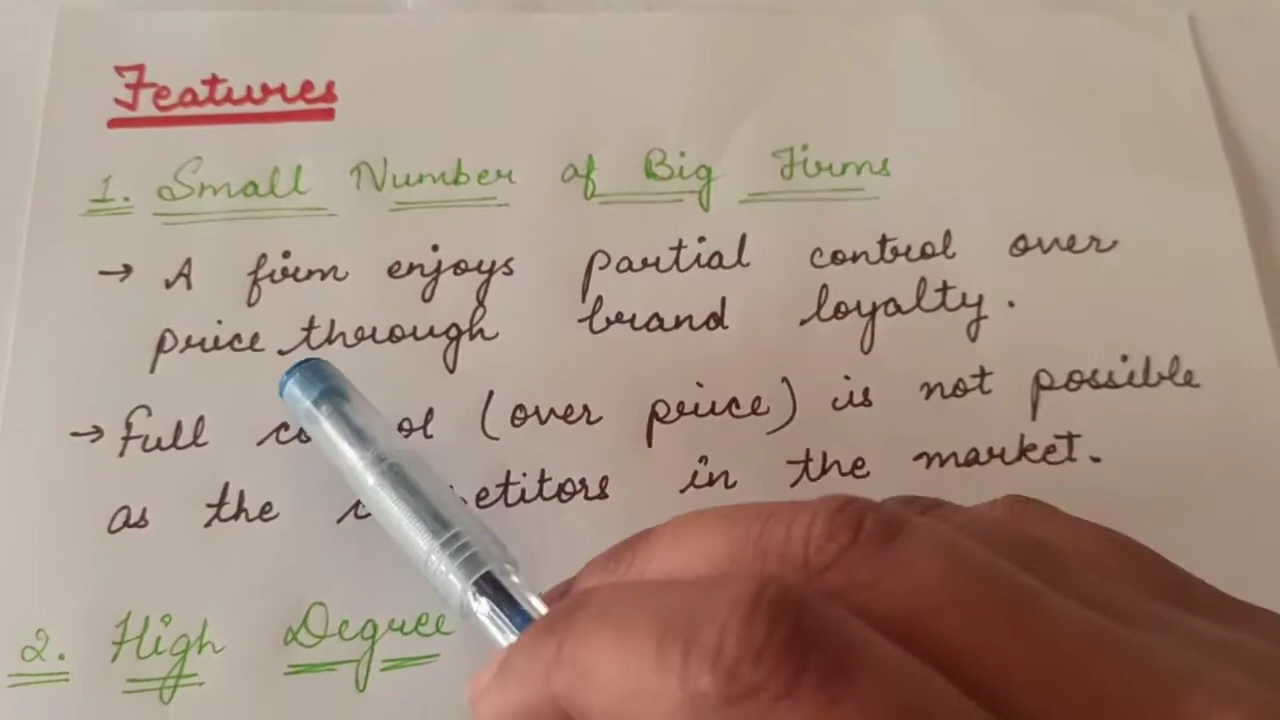 Features
1. Small Number of Big Firms
→ A firm enjoys partial control over
price through brand loyalty.
→ Full (over price) is not possible
as the in the market.
2. High Degree